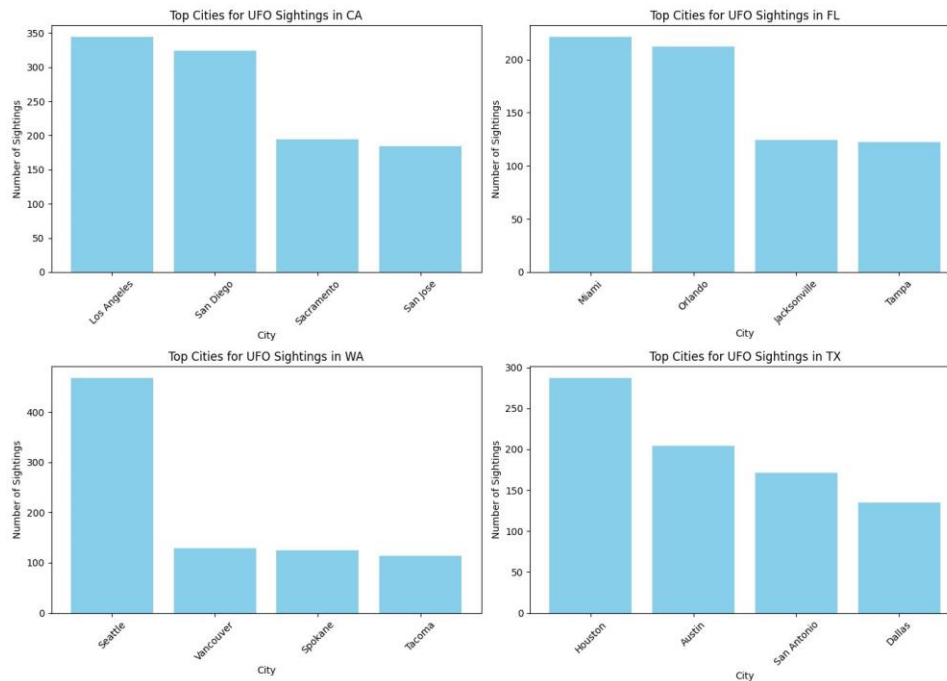 Top Cities for UFO Sightings in CA
Number of Sightings
350
300
250
200
150
100
50
0
Los Angeles
San Diego
Sacramento
San Jose
City
Top Cities for UFO Sightings in FL
Number of Sightings
200
150
100
50
0
Miami
Orlando
Jacksonville
Tampa
City
Top Cities for UFO Sightings in WA
Number of Sightings
400
300
200
100
0
Seattle
Vancouver
Spokane
Tacoma
City
Top Cities for UFO Sightings in TX
Number of Sightings
300
250
200
150
100
50
0
Houston
Austin
San Antonio
Dallas
City